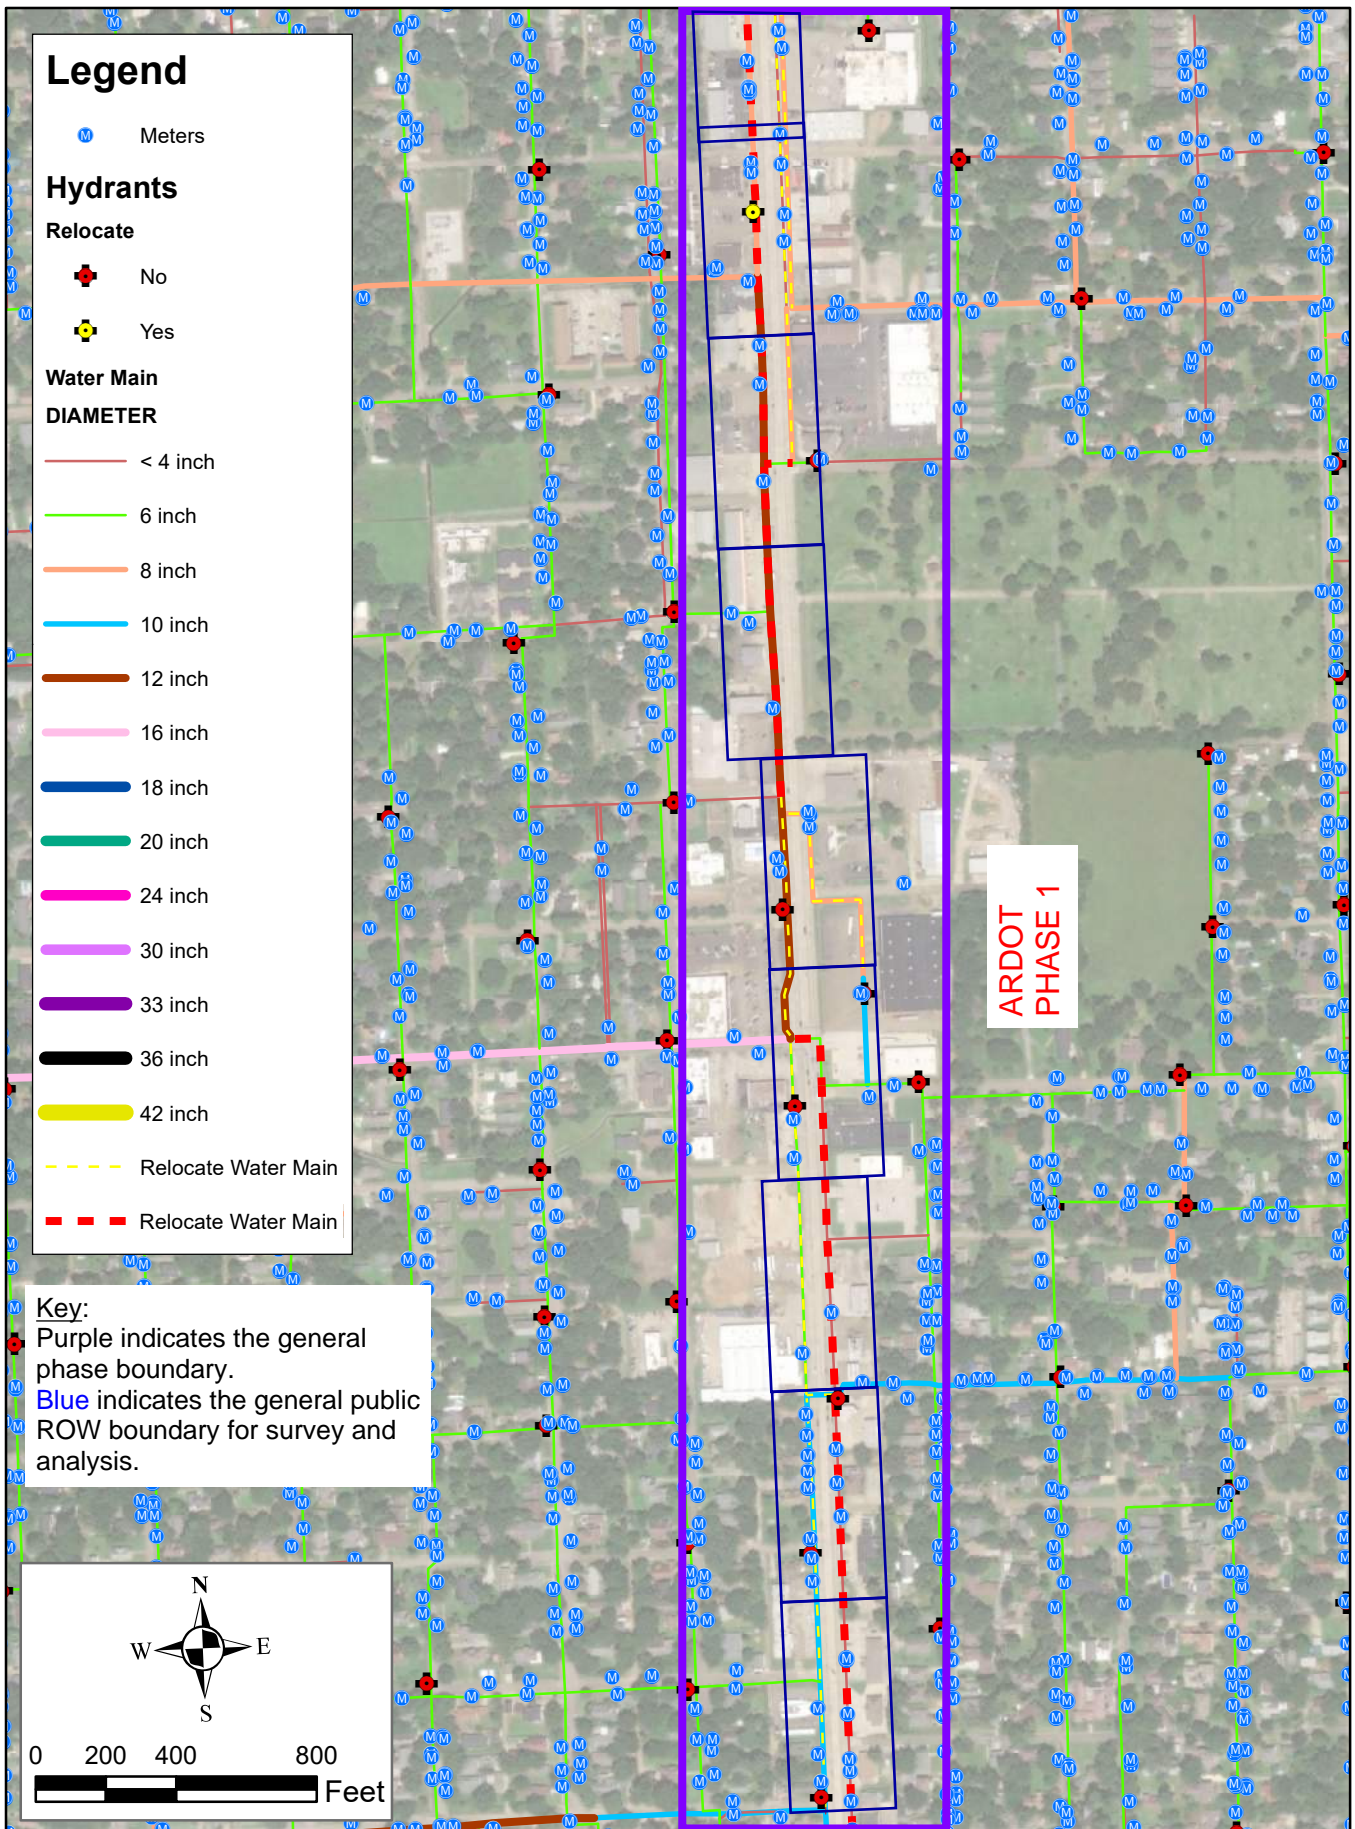 Legend
M Meters
Hydrants
Relocate
No
Yes
Water Main
DIAMETER
< 4 inch
6 inch
8 inch
10 inch
12 inch
16 inch
18 inch
20 inch
24 inch
30 inch
33 inch
36 inch
42 inch
Relocate Water Main
Relocate Water Main
ARDOT
PHASE 1
Key:
Purple indicates the general
phase boundary.
Blue indicates the general public
ROW boundary for survey and
analysis.
N
W E
S
0 200 400 800
Feet